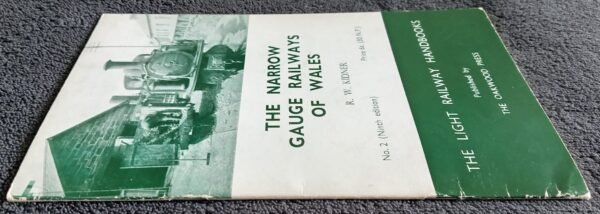 THE NARROW
GAUGE RAILWAYS
OF WALES
R. W. KIDNER
No. 2 (Ninth edition)
THE LIGHT RAILWAY HANDBOOKS
Published by
THE OAKWOOD PRESS